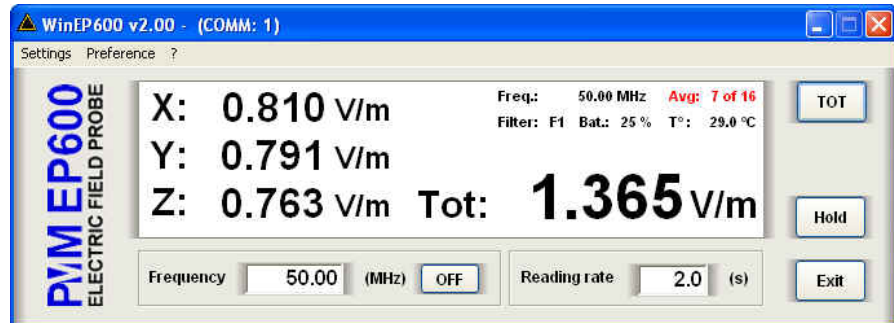 WinEP600 v2.00 - (COMM: 1)
Settings Preference ?
PMM EP600
ELECTRIC FIELD PROBE
X: 0.810 V/m
Y: 0.791 V/m
Z: 0.763 V/m
Freq.: 50.00 MHz Avg: 7 of 16
Filter: F1 Bat.: 25 % T°: 29.0 °C
Tot: 1.365 V/m
TOT
Hold
Frequency 50.00 (MHz) OFF
Reading rate 2.0 (s)
Exit